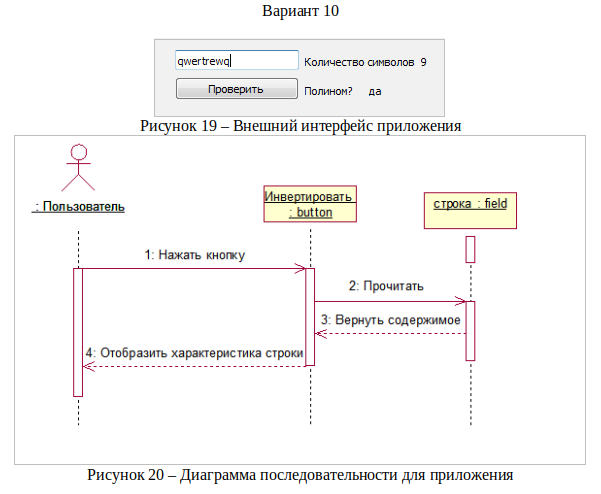 Вариант 10
qwertrewq Количество символов 9
Проверить Полином? да
Рисунок 19 – Внешний интерфейс приложения
: Пользователь
Инвертировать
: button
строка : field
1: Нажать кнопку
2: Прочитать
3: Вернуть содержимое
4: Отобразить характеристика строки
Рисунок 20 – Диаграмма последовательности для приложения